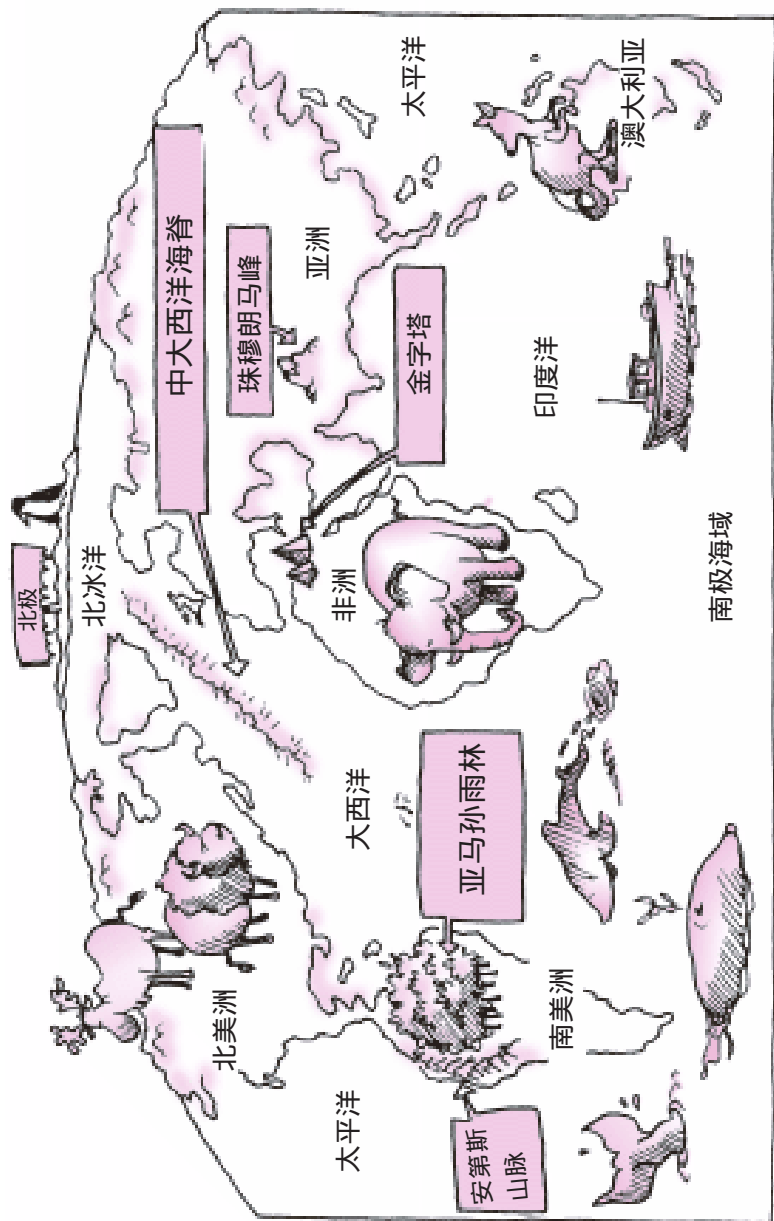 北极
北冰洋
中大西洋海脊
珠穆朗马峰
亚洲
太平洋
金字塔
非洲
北美洲
大西洋
太平洋
亚马孙雨林
安第斯
山脉
南美洲
印度洋
澳大利亚
南极海域